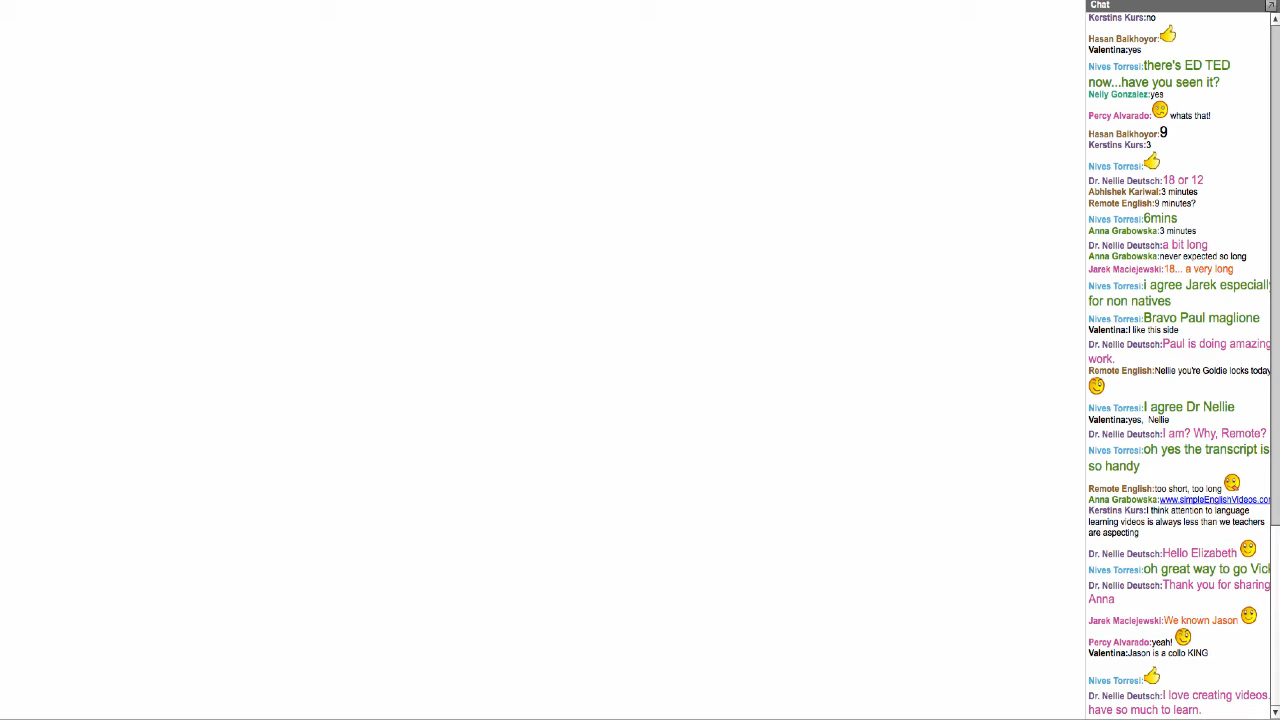 Chat
Kerstins Kurs:no
Hasan Balkhoyor:
Valentina:yes
Nives Torresi:there's ED TED
now...have you seen it?
Nelly Gonzalez:yes
Percy Alvarado: whats that!
Hasan Balkhoyor:9
Kerstins Kurs:3
Nives Torresi:
Dr. Nellie Deutsch:18 or 12
Abhishek Kariwal:3 minutes
Remote English:9 minutes?
Nives Torresi:6mins
Anna Grabowska:3 minutes
Dr. Nellie Deutsch:a bit long
Anna Grabowska:never expected so long
Jarek Maciejewski:18... a very long
Nives Torresi:i agree Jarek especially
for non natives
Nives Torresi:Bravo Paul maglione
Valentina:I like this side
Dr. Nellie Deutsch:Paul is doing amazing
work.
Remote English:Nellie you're Goldie locks today
Nives Torresi:I agree Dr Nellie
Valentina:yes, Nellie
Dr. Nellie Deutsch:I am? Why, Remote?
Nives Torresi:oh yes the transcript is
so handy
Remote English:too short, too long
Anna Grabowska:www.simpleEnglishVideos.co
Kerstins Kurs:I think attention to language
learning videos is always less than we teachers
are aspecting
Dr. Nellie Deutsch:Hello Elizabeth
Nives Torresi:oh great way to go Vic
Dr. Nellie Deutsch:Thank you for sharing
Anna
Jarek Maciejewski:We known Jason
Percy Alvarado:yeah!
Valentina:Jason is a collo KING
Nives Torresi:
Dr. Nellie Deutsch:I love creating videos.
have so much to learn.